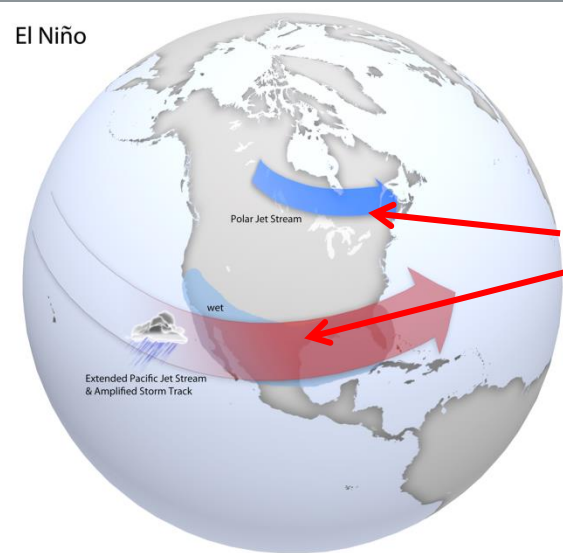 El Niño
Polar Jet Stream
wet
Extended Pacific Jet Stream
& Amplified Storm Track